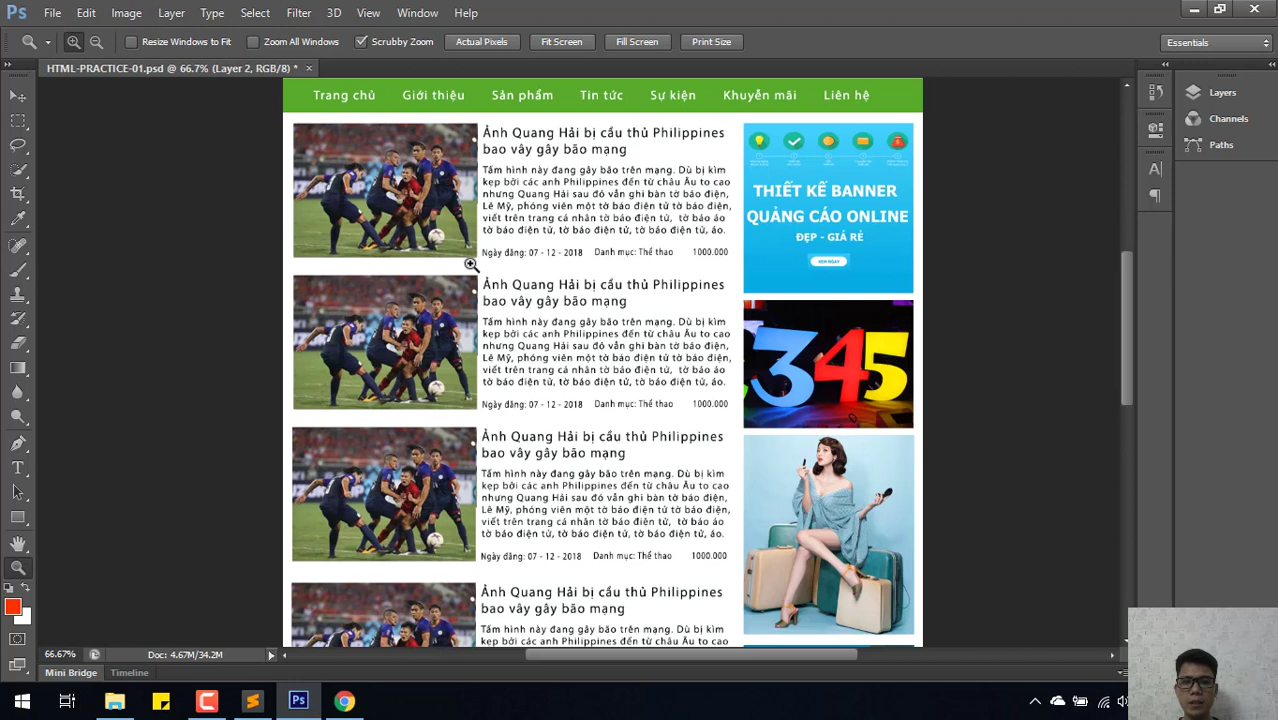 Ps File Edit Image Layer Type Select Filter 3D View Window Help
Resize Windows to Fit Zoom All Windows Scrubby Zoom Actual Pixels Fit Screen Fill Screen Print Size Essentials
HTML-PRACTICE-01.psd @ 66.7% (Layer 2, RGB/8) *
Trang chủ Giới thiệu Sản phẩm Tin tức Sự kiện Khuyễn mãi Liên hệ
Ảnh Quang Hải bị cầu thủ Philippines
bao vây gây bão mạng
Tấm hình này đang gây bão trên mạng. Dù bị kìm
kẹp bởi các anh Philippines đến từ châu Âu to cao
nhưng Quang Hải sau đó vẫn ghi bàn tờ báo điện,
Lê Mỹ, phóng viên một tờ báo điện tử tờ báo điện,
viết trên trang cá nhân tờ báo điện tử, tờ báo áo
tờ báo điện tử, tờ báo điện tử, tờ báo điện tử, áo.
Ngày đăng: 07 - 12 - 2018 Danh mục: Thể thao 1000.000
Ảnh Quang Hải bị cầu thủ Philippines
bao vây gây bão mạng
Tấm hình này đang gây bão trên mạng. Dù bị kìm
kẹp bởi các anh Philippines đến từ châu Âu to cao
nhưng Quang Hải sau đó vẫn ghi bàn tờ báo điện,
Lê Mỹ, phóng viên một tờ báo điện tử tờ báo điện,
viết trên trang cá nhân tờ báo điện tử, tờ báo áo
tờ báo điện tử, tờ báo điện tử, tờ báo điện tử, áo.
Ngày đăng: 07 - 12 - 2018 Danh mục: Thể thao 1000.000
Ảnh Quang Hải bị cầu thủ Philippines
bao vây gây bão mạng
Tấm hình này đang gây bão trên mạng. Dù bị kìm
kẹp bởi các anh Philippines đến từ châu Âu to cao
nhưng Quang Hải sau đó vẫn ghi bàn tờ báo điện,
Lê Mỹ, phóng viên một tờ báo điện tử tờ báo điện,
viết trên trang cá nhân tờ báo điện tử, tờ báo áo
tờ báo điện tử, tờ báo điện tử, tờ báo điện tử, áo.
Ngày đăng: 07 - 12 - 2018 Danh mục: Thể thao 1000.000
Ảnh Quang Hải bị cầu thủ Philippines
bao vây gây bão mạng
Tấm hình này đang gây bão trên mạng. Dù bị kìm
kẹp bởi các anh Philippines đến từ châu Âu to cao
THIẾT KẾ BANNER
QUẢNG CÁO ONLINE
ĐẸP - GIÁ RẺ
XEM NGAY
345
Layers
Channels
Paths
66.67% Doc: 4.67M/34.2M
Mini Bridge Timeline